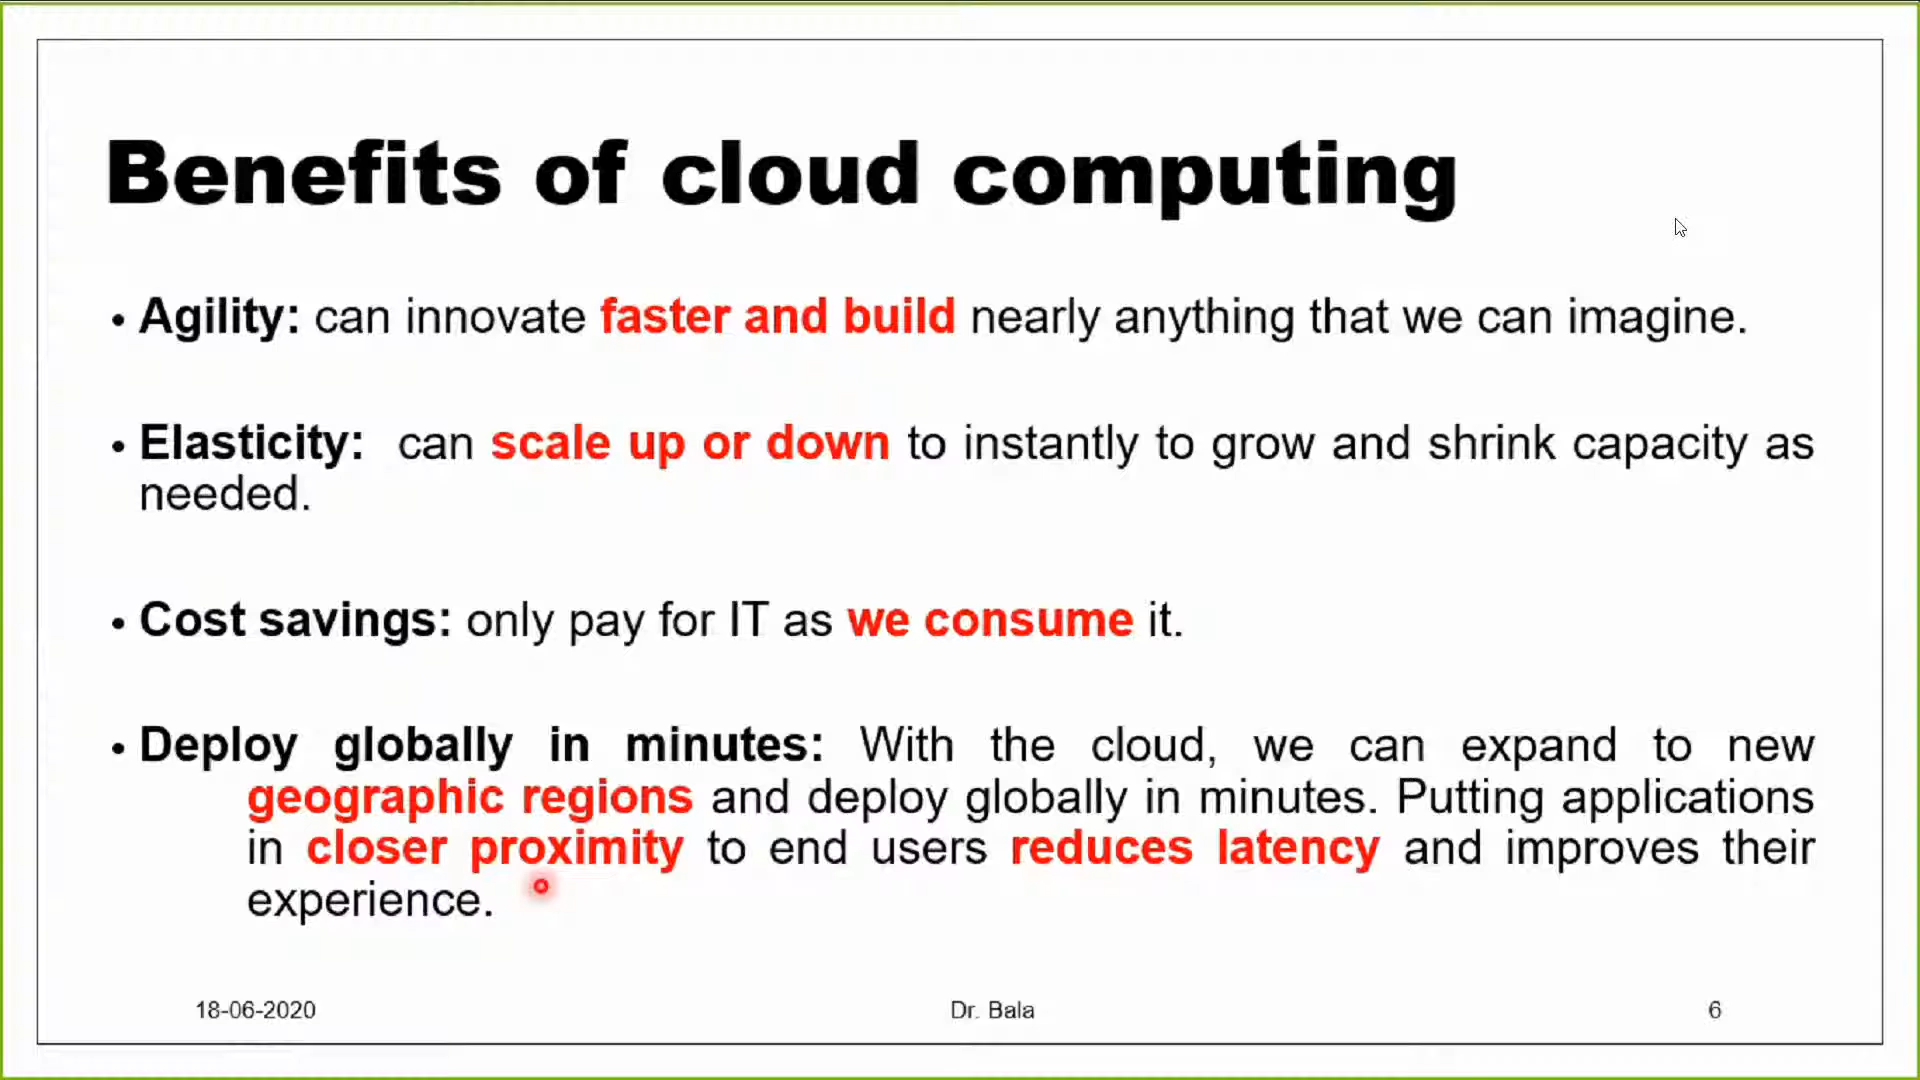 Benefits of cloud computing
• Agility: can innovate faster and build nearly anything that we can imagine.
• Elasticity: can scale up or down to instantly to grow and shrink capacity as
needed.
• Cost savings: only pay for IT as we consume it.
• Deploy globally in minutes: With the cloud, we can expand to new
geographic regions and deploy globally in minutes. Putting applications
in closer proximity to end users reduces latency and improves their
experience.
18-06-2020 Dr. Bala 6